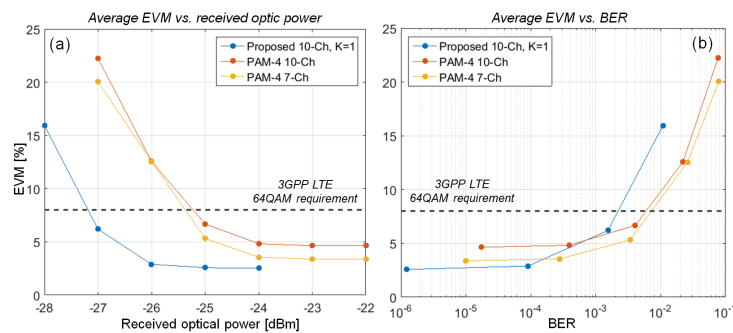 Average EVM vs. received optic power
(a)
Proposed 10-Ch, K=1
PAM-4 10-Ch
PAM-4 7-Ch
3GPP LTE
64QAM requirement
EVM [%]
25
20
15
10
5
0
-28 -27 -26 -25 -24 -23 -22
Received optical power [dBm]
Average EVM vs. BER
Proposed 10-Ch, K=1
PAM-4 10-Ch
PAM-4 7-Ch
(b)
3GPP LTE
64QAM requirement
25
20
15
10
5
0
10⁻⁶ 10⁻⁵ 10⁻⁴ 10⁻³ 10⁻² 10⁻¹
BER